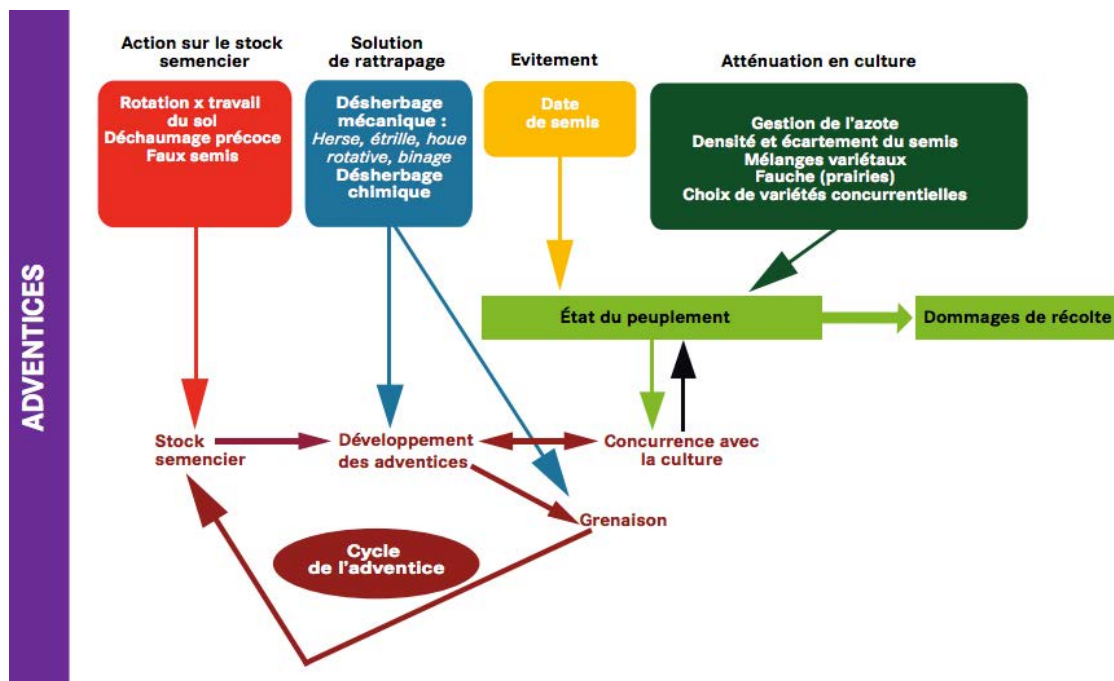 ADVENTICES
Action sur le stock
semencier
Rotation x travail
du sol
Déchaumage précoce
Faux semis
Solution
de rattrapage
Désherbage
mécanique :
Herse, étrille, houe
rotative, binage
Désherbage
chimique
Evitement
Date
de semis
Atténuation en culture
Gestion de l'azote
Densité et écartement du semis
Mélanges variétaux
Fauche (prairies)
Choix de variétés concurrentielles
État du peuplement
Dommages de récolte
Stock
semencier
Développement
des adventices
Concurrence avec
la culture
Grenaison
Cycle
de l'adventice